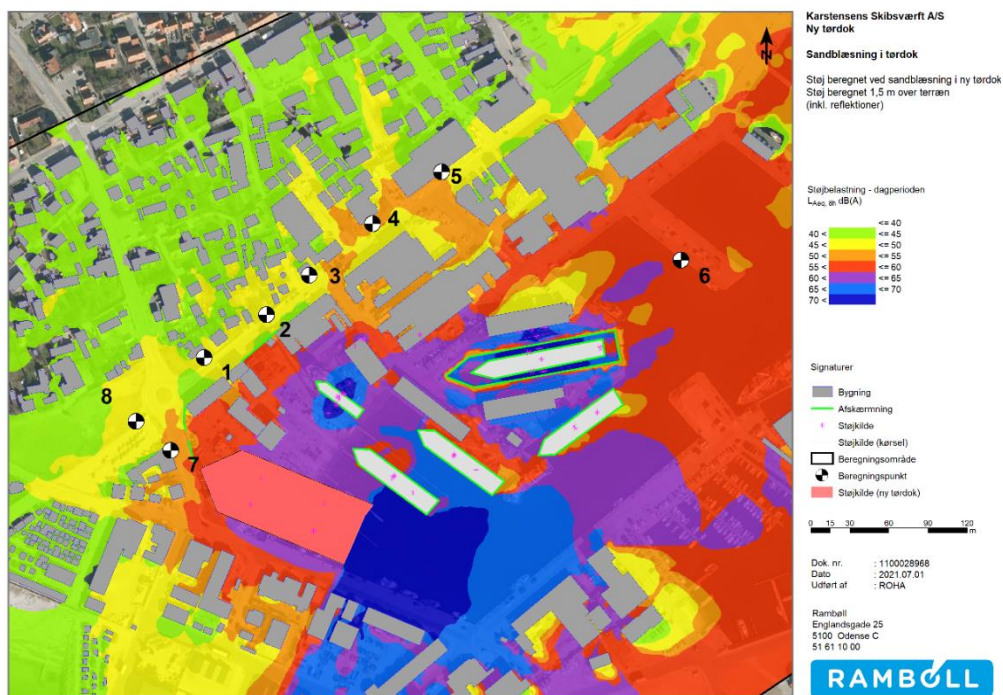 Karstensens Skibsværft A/S
Ny tørdok
Sandblæsning i tørdok
Støj beregnet ved sandblæsning i ny tørdok
Støj beregnet 1,5 m over terræn
(inkl. reflektioner)
Støjbelastning - dagperioden
LAeq, 8h dB(A)
<= 40
40 < <= 45
45 < <= 50
50 < <= 55
55 < <= 60
60 < <= 65
65 < <= 70
70 <
Signaturer
Bygning
Afskærmning
Støjkilde
Støjkilde (kørsel)
Beregningsområde
Beregningspunkt
Støjkilde (ny tørdok)
0 15 30 60 90 120
m
Dok. nr. : 1100028968
Dato : 2021.07.01
Udført af : ROHA
Rambøll
Englandsgade 25
5100 Odense C
51 61 10 00
RAMBOLL
N
5
4
3
6
2
1
8
7